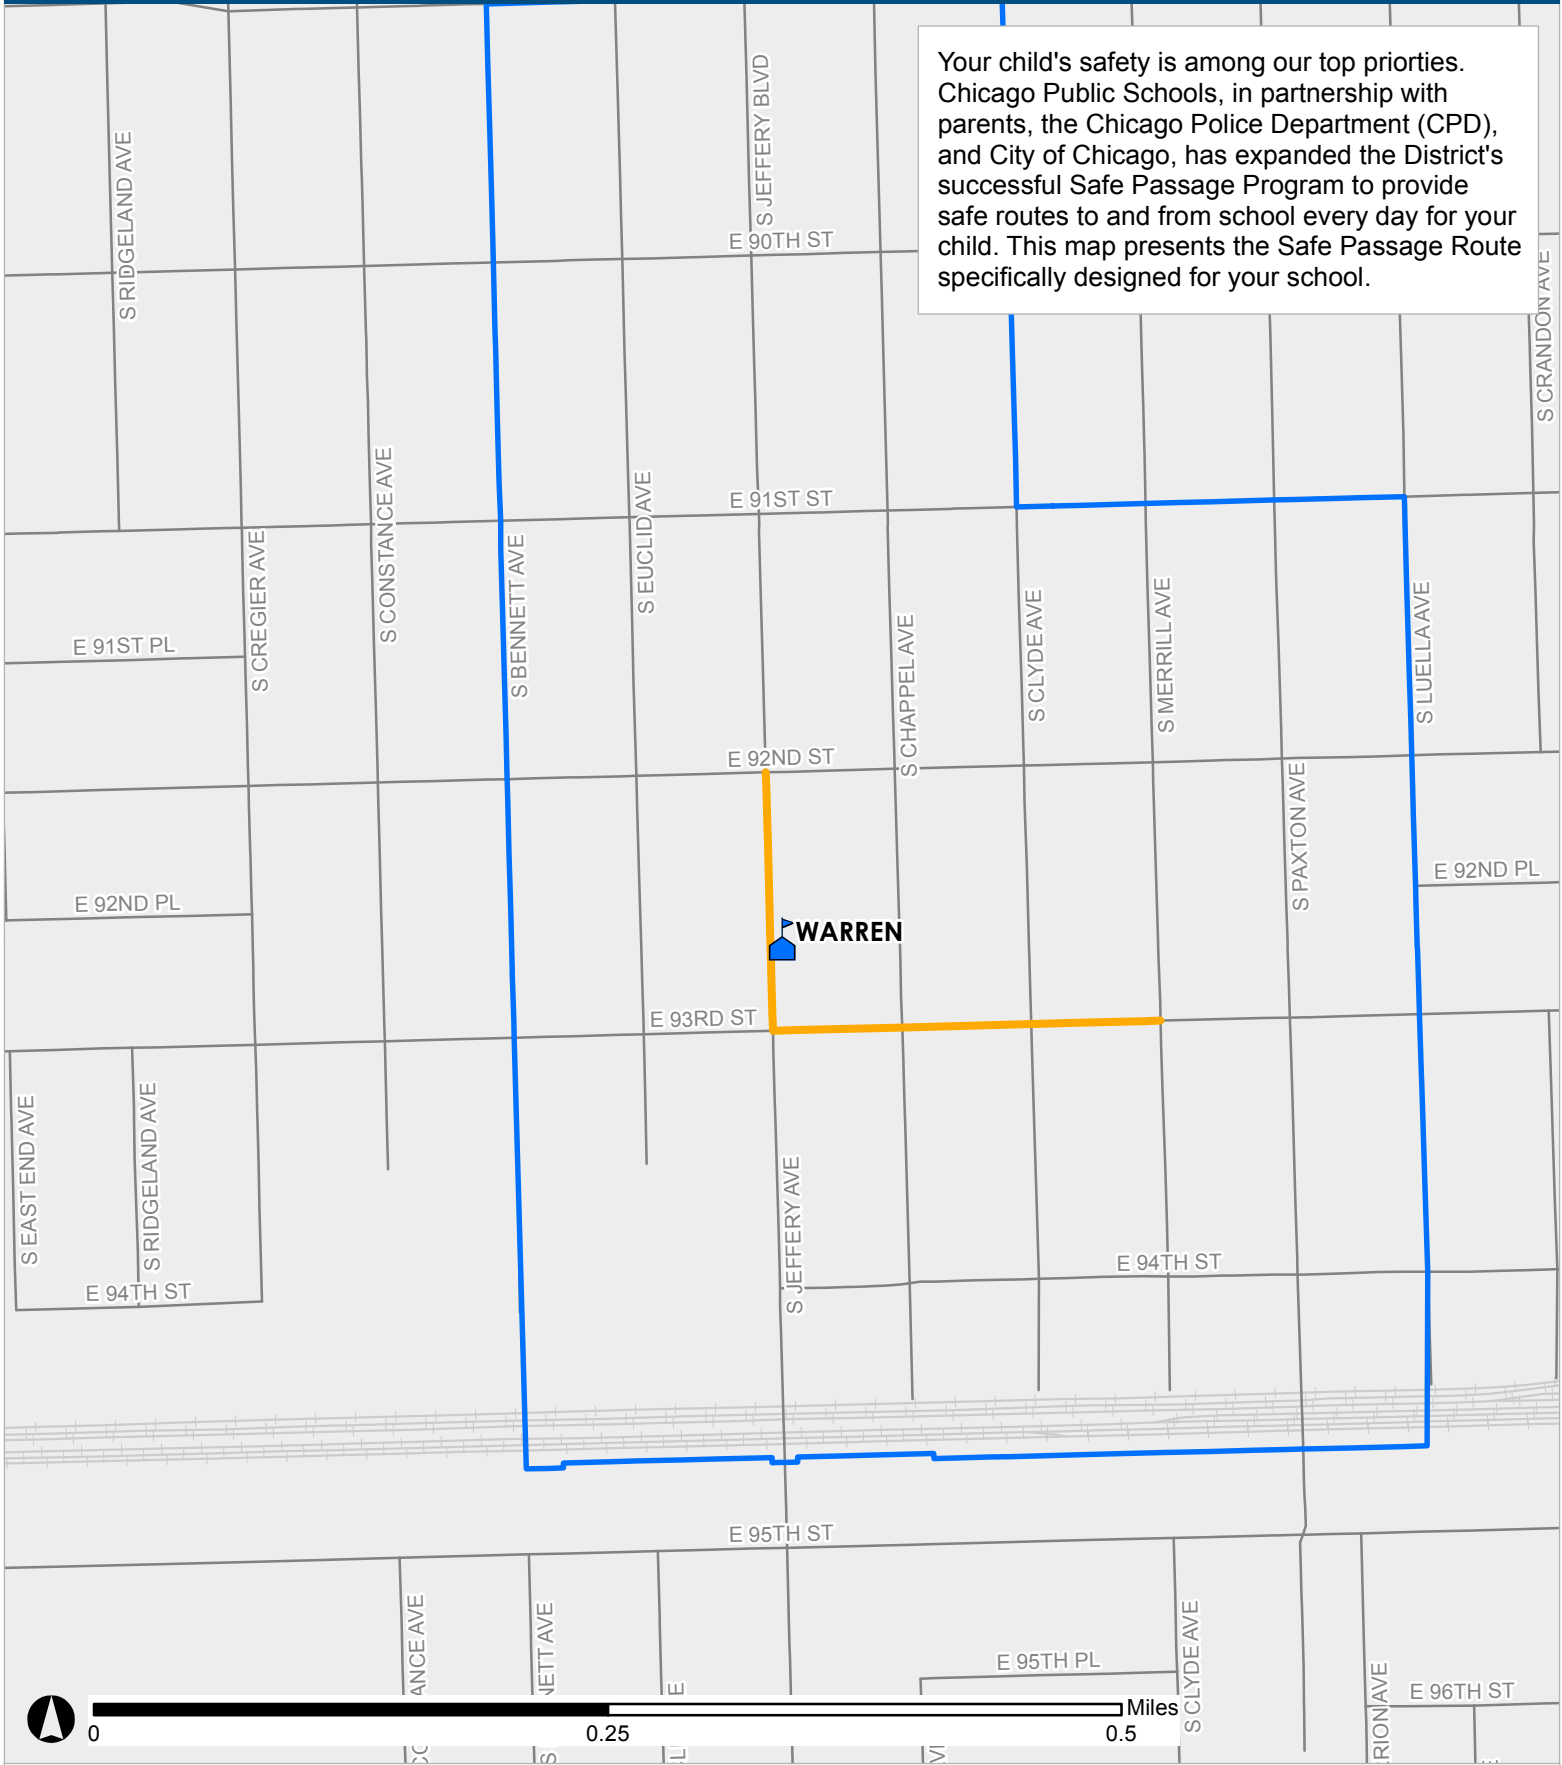 Your child's safety is among our top priorties.
Chicago Public Schools, in partnership with
parents, the Chicago Police Department (CPD),
and City of Chicago, has expanded the District's
successful Safe Passage Program to provide
safe routes to and from school every day for your
child. This map presents the Safe Passage Route
specifically designed for your school.
S RIDGELAND AVE
S JEFFERY BLVD
E 90TH ST
S CRANDON AVE
E 91ST ST
S CONSTANCE AVE
S EUCLID AVE
S CREGIER AVE
S BENNETT AVE
E 91ST PL
S CHAPPEL AVE
S CLYDE AVE
S MERRILL AVE
S LUELLA AVE
E 92ND ST
S PAXTON AVE
E 92ND PL
E 92ND PL
WARREN
E 93RD ST
S EAST END AVE
S RIDGELAND AVE
S JEFFERY AVE
E 94TH ST
E 94TH ST
E 95TH ST
ANCE AVE
NETT AVE
S CLYDE AVE
E 95TH PL
RION AVE
E 96TH ST
Miles
0
0.25
0.5